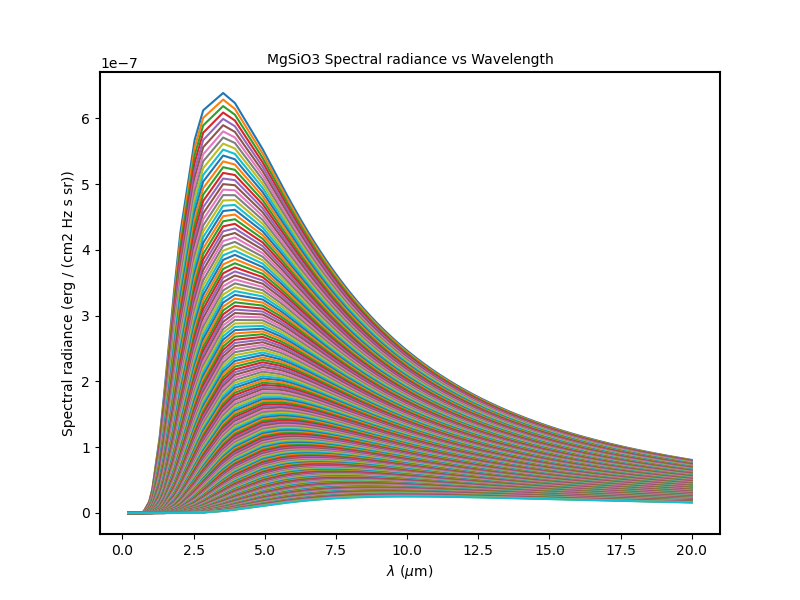 MgSiO3 Spectral radiance vs Wavelength
1e−7
6
5
4
3
2
1
0
Spectral radiance (erg / (cm2 Hz s sr))
0.0 2.5 5.0 7.5 10.0 12.5 15.0 17.5 20.0
λ (μm)